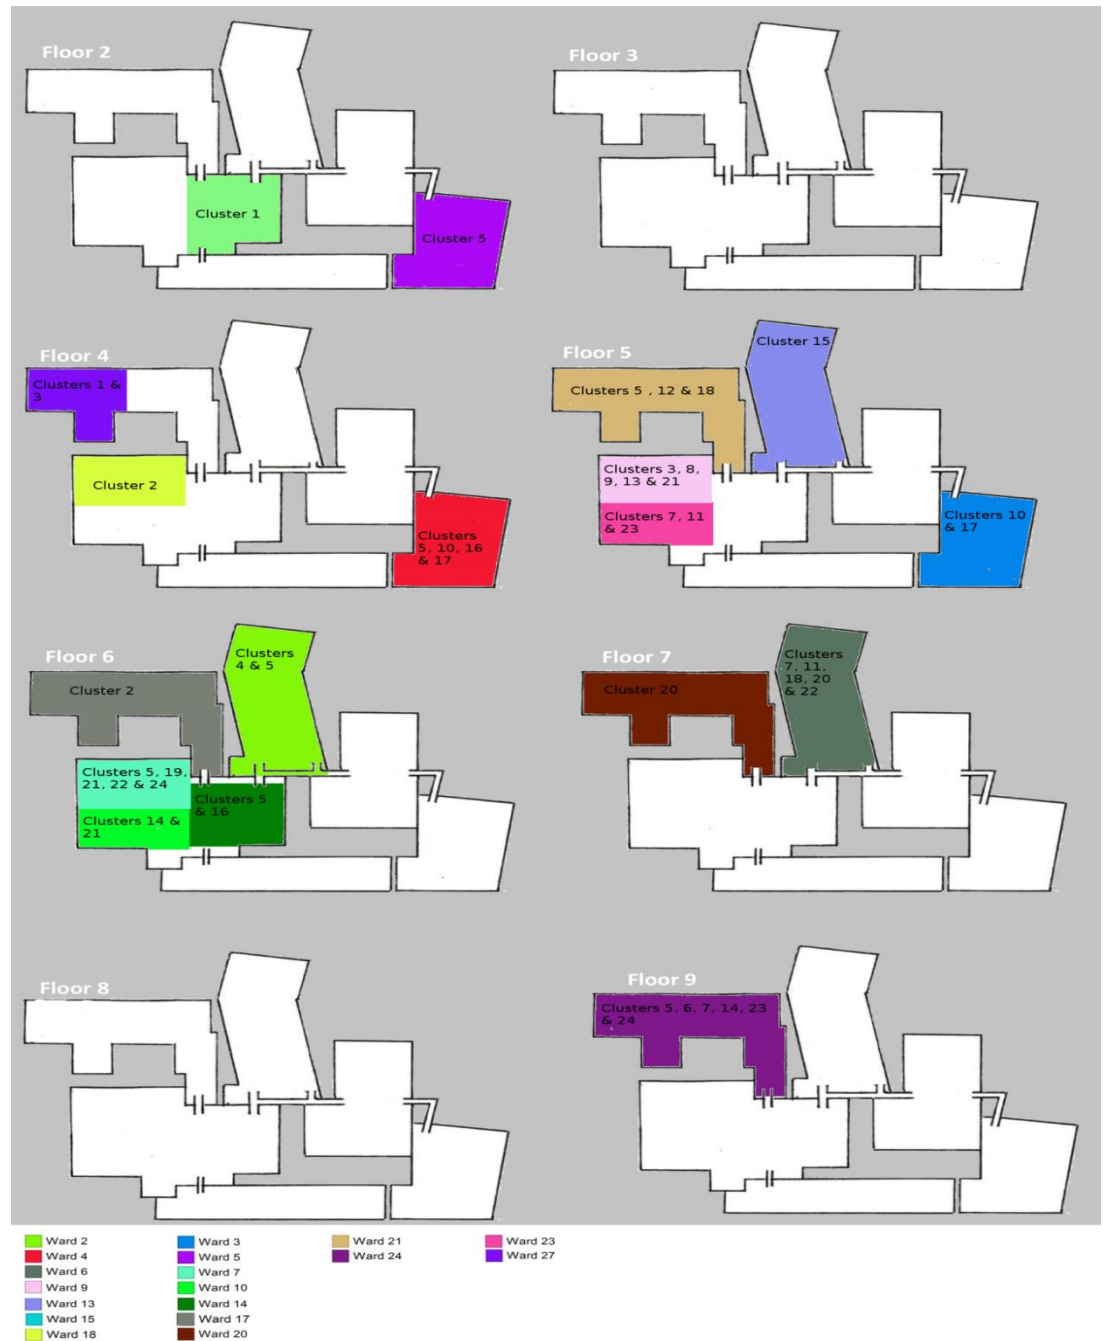 Floor 2
Floor 3
Cluster 1
Cluster 5
Floor 4
Clusters 1 &
3
Cluster 2
Clusters
5, 10, 16
& 17
Floor 5
Cluster 15
Clusters 5 , 12 & 18
Clusters 3, 8,
9, 13 & 21
Clusters 7, 11
& 23
Clusters 10
& 17
Floor 6
Clusters
4 & 5
Cluster 2
Clusters 5, 19,
21, 22 & 24
Clusters 14 &
21
Clusters 5
& 16
Floor 7
Clusters
7, 11,
18, 20
& 22
Cluster 20
Floor 8
Floor 9
Clusters 5, 6, 7, 14, 23
& 24
Ward 2
Ward 4
Ward 6
Ward 9
Ward 13
Ward 15
Ward 18
Ward 3
Ward 5
Ward 7
Ward 10
Ward 14
Ward 17
Ward 20
Ward 21
Ward 24
Ward 23
Ward 27